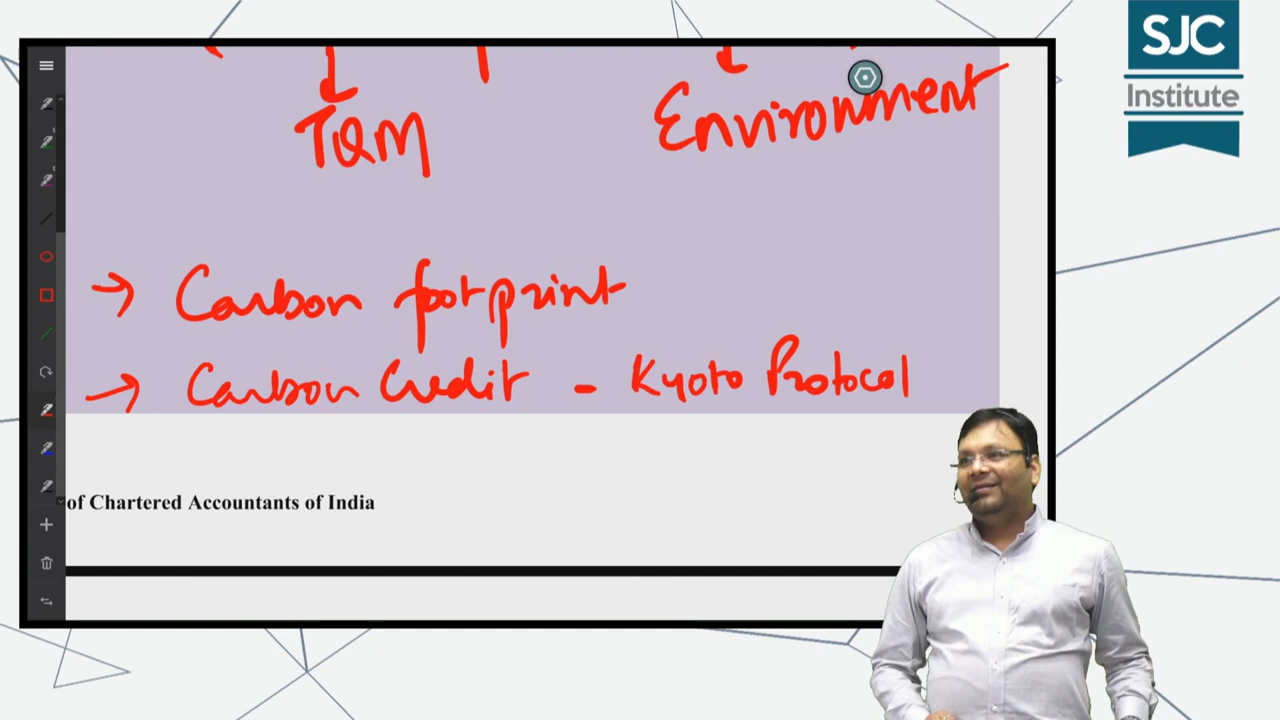 SJC
Institute
TQM
Environment
→ Carbon footprint
→ Carbon Credit - Kyoto Protocol
of Chartered Accountants of India